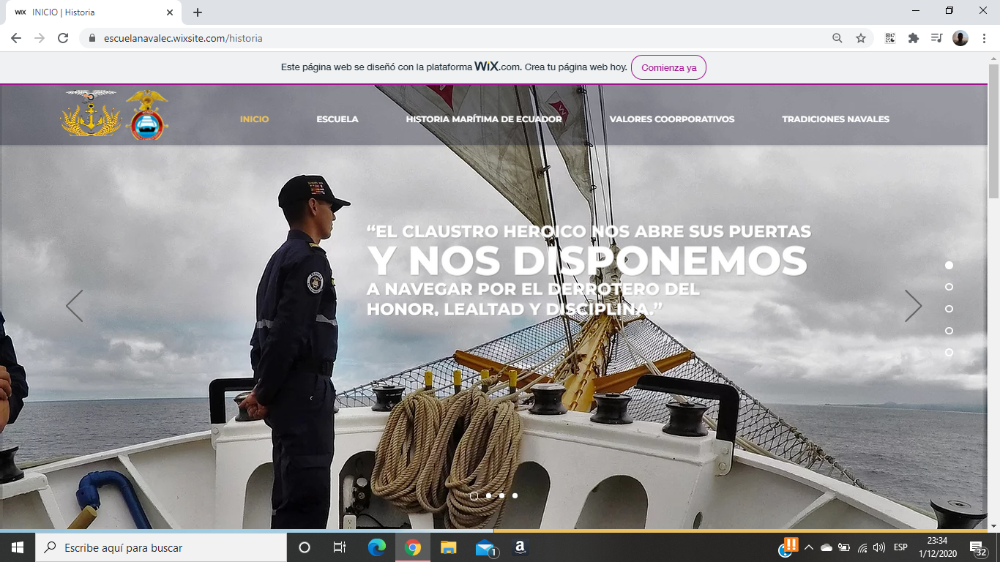 INICIO | Historia
escuelanavalec.wixsite.com/historia
Este página web se diseñó con la plataforma WiX.com. Crea tu página web hoy.
Comienza ya
INICIO
ESCUELA
HISTORIA MARÍTIMA DE ECUADOR
VALORES COORPORATIVOS
TRADICIONES NAVALES
“EL CLAUSTRO HEROICO NOS ABRE SUS PUERTAS
Y NOS DISPONEMOS
A NAVEGAR POR EL DERROTERO DEL
HONOR, LEALTAD Y DISCIPLINA.”
Escribe aquí para buscar
1
ESP
23:34
1/12/2020
32